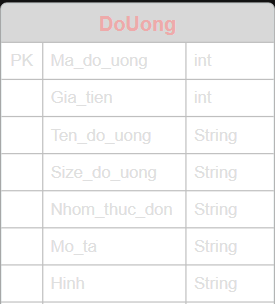 DoUong
PK Ma_do_uong int
Gia_tien int
Ten_do_uong String
Size_do_uong String
Nhom_thuc_don String
Mo_ta String
Hinh String